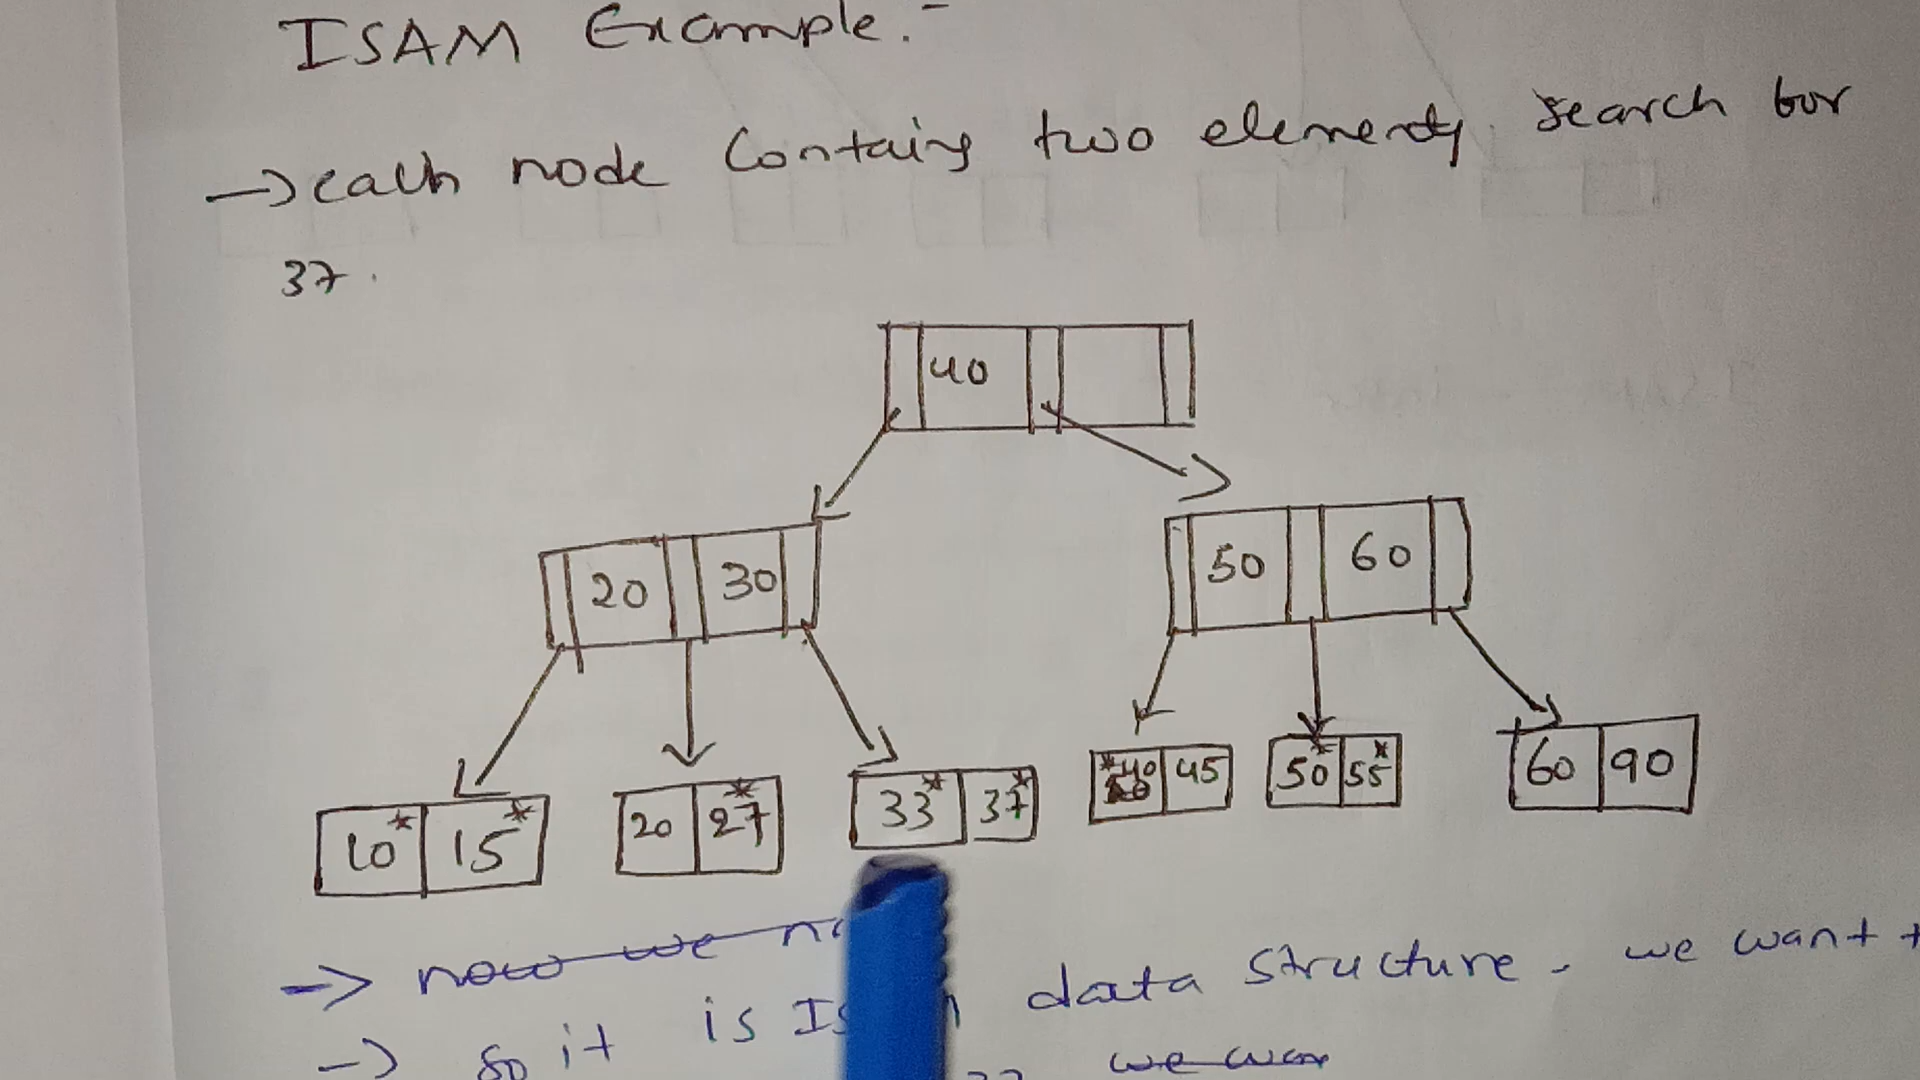 ISAM Example:-
→ each node contains two elements. search for
37.
40
20 30
50 60
10* 15*
20 27*
33* 37*
*40 45
50* 55*
60 90
→ now we
→ so it is data structure. we want
we